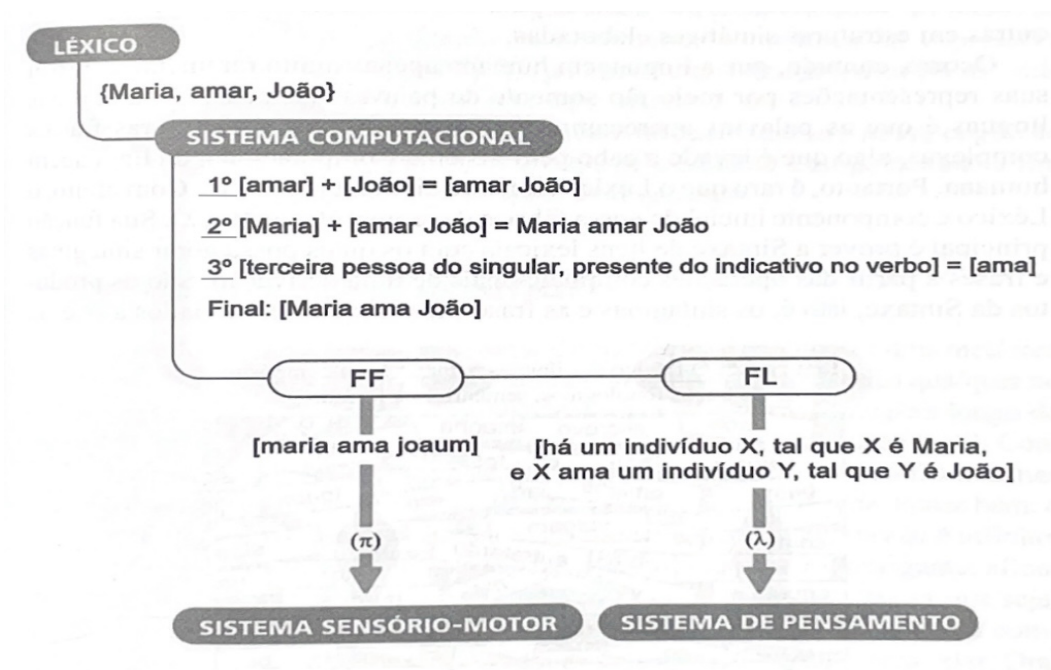 LÉXICO
{Maria, amar, João}
SISTEMA COMPUTACIONAL
1º [amar] + [João] = [amar João]
2º [Maria] + [amar João] = Maria amar João
3º [terceira pessoa do singular, presente do indicativo no verbo] = [ama]
Final: [Maria ama João]
FF
FL
[maria ama joaum]
[há um indivíduo X, tal que X é Maria,
e X ama um indivíduo Y, tal que Y é João]
(π)
(λ)
SISTEMA SENSÓRIO-MOTOR
SISTEMA DE PENSAMENTO